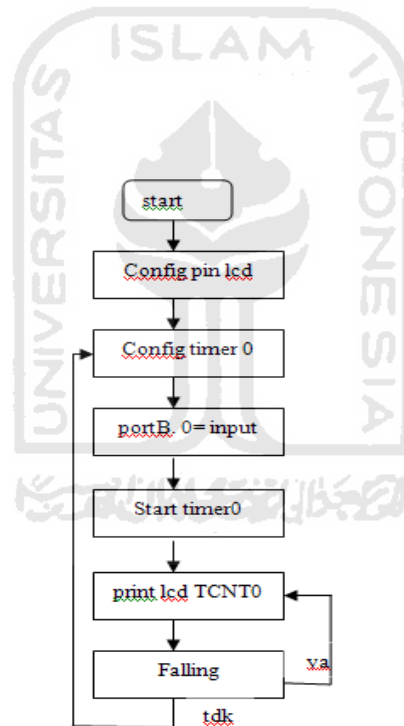 ISLAM
UNIVERSITAS
INDONESIA
start
Config pin lcd
Config timer 0
portB. 0= input
Start timer0
print lcd TCNT0
Falling
ya
tdk